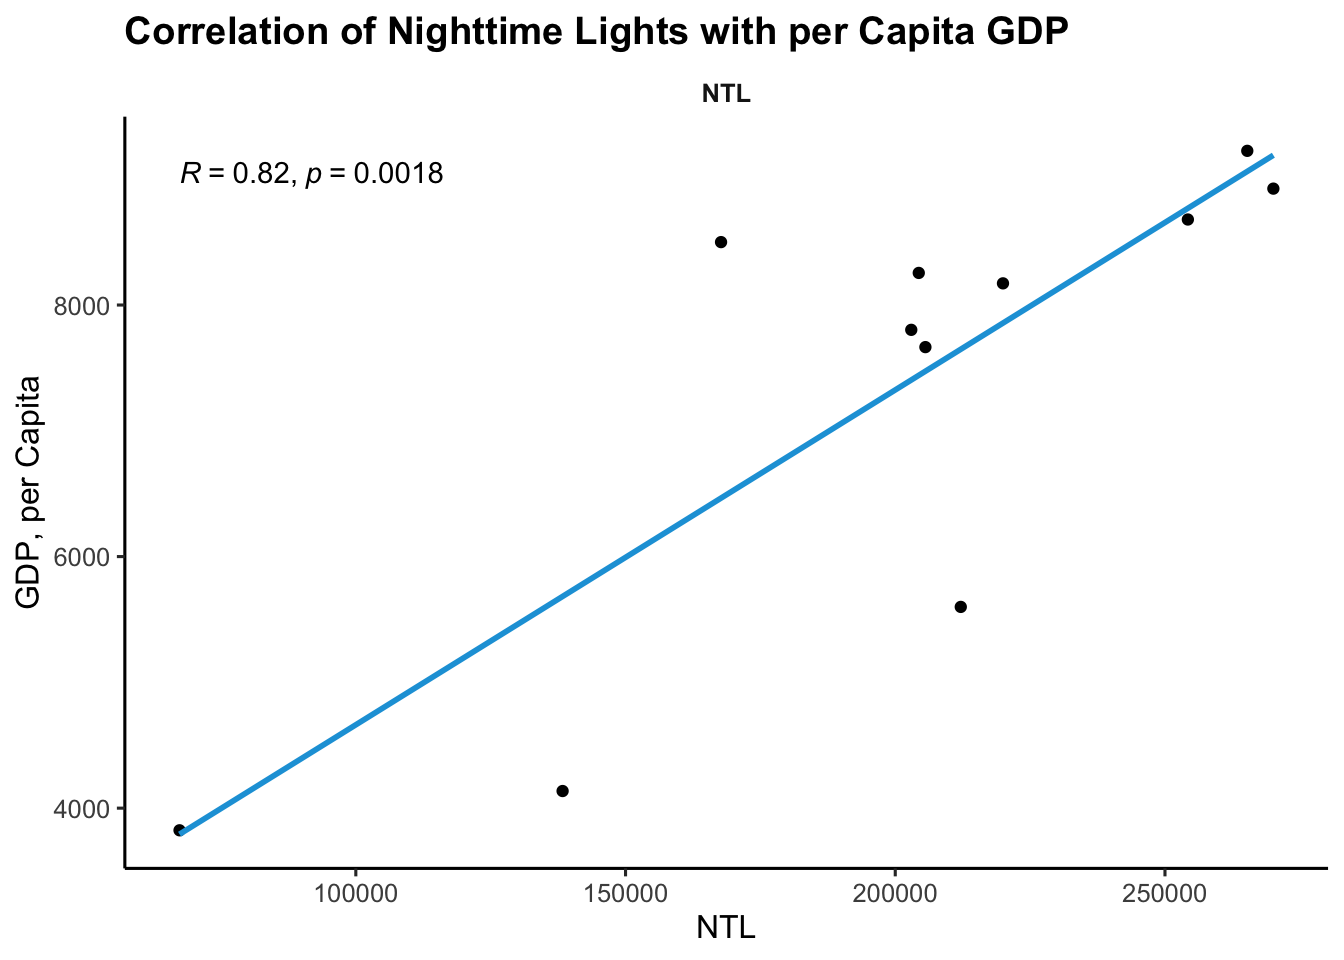 Correlation of Nighttime Lights with per Capita GDP
NTL
R = 0.82, p = 0.0018
8000
6000
4000
GDP, per Capita
100000
150000
200000
250000
NTL